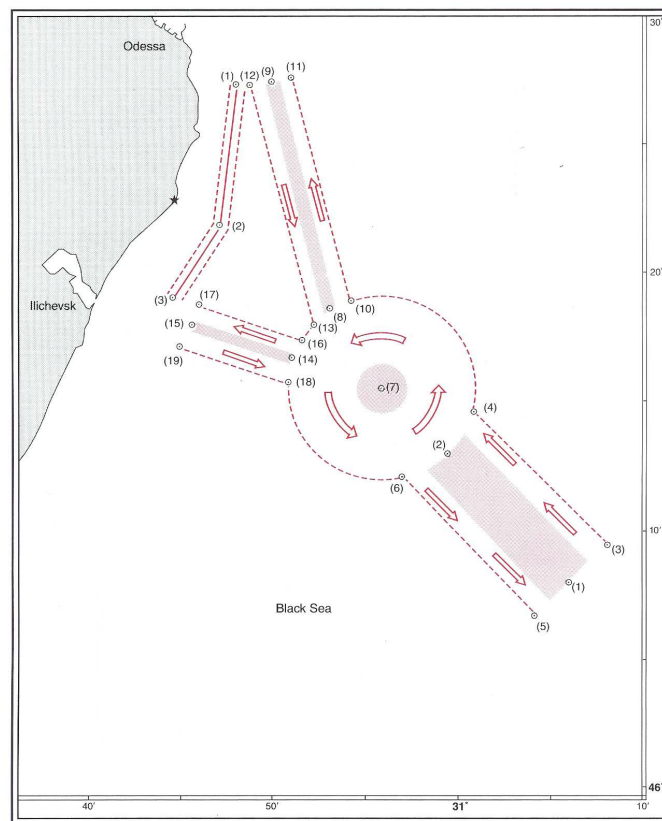 30'
Odessa
(1) (12) (9) (11)
(2)
20'
Ilichevsk
(3) (17)
(15) (13) (8) (10)
(16)
(19) (14)
(18) (7)
(4)
(2)
(6)
10'
(3)
(1)
Black Sea
(5)
46°
40' 50' 31° 10'